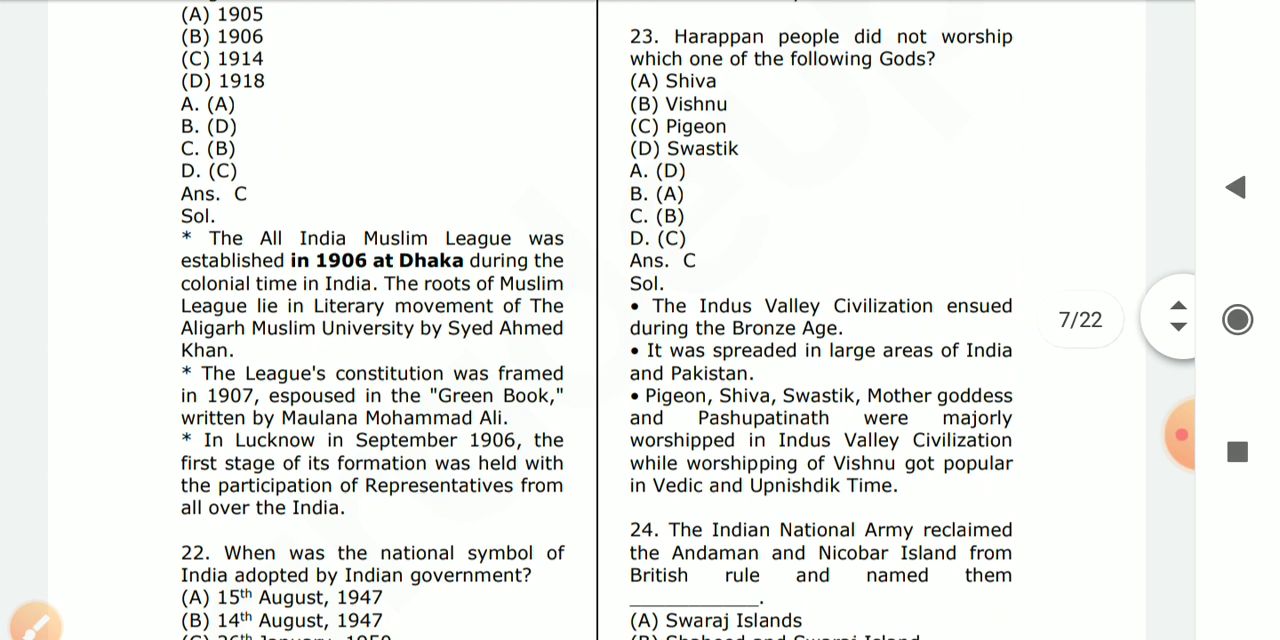 (A) 1905
(B) 1906
(C) 1914
(D) 1918
A. (A)
B. (D)
C. (B)
D. (C)
Ans. C
Sol.
* The All India Muslim League was
established in 1906 at Dhaka during the
colonial time in India. The roots of Muslim
League lie in Literary movement of The
Aligarh Muslim University by Syed Ahmed
Khan.
* The League's constitution was framed
in 1907, espoused in the "Green Book,"
written by Maulana Mohammad Ali.
* In Lucknow in September 1906, the
first stage of its formation was held with
the participation of Representatives from
all over the India.
22. When was the national symbol of
India adopted by Indian government?
(A) 15th August, 1947
(B) 14th August, 1947
(C) 26th January, 1950
23. Harappan people did not worship
which one of the following Gods?
(A) Shiva
(B) Vishnu
(C) Pigeon
(D) Swastik
A. (D)
B. (A)
C. (B)
D. (C)
Ans. C
Sol.
• The Indus Valley Civilization ensued
during the Bronze Age.
• It was spreaded in large areas of India
and Pakistan.
• Pigeon, Shiva, Swastik, Mother goddess
and Pashupatinath were majorly
worshipped in Indus Valley Civilization
while worshipping of Vishnu got popular
in Vedic and Upnishdik Time.
24. The Indian National Army reclaimed
the Andaman and Nicobar Island from
British rule and named them
____________.
(A) Swaraj Islands
(B) Shaheed and Swaraj Island
7/22